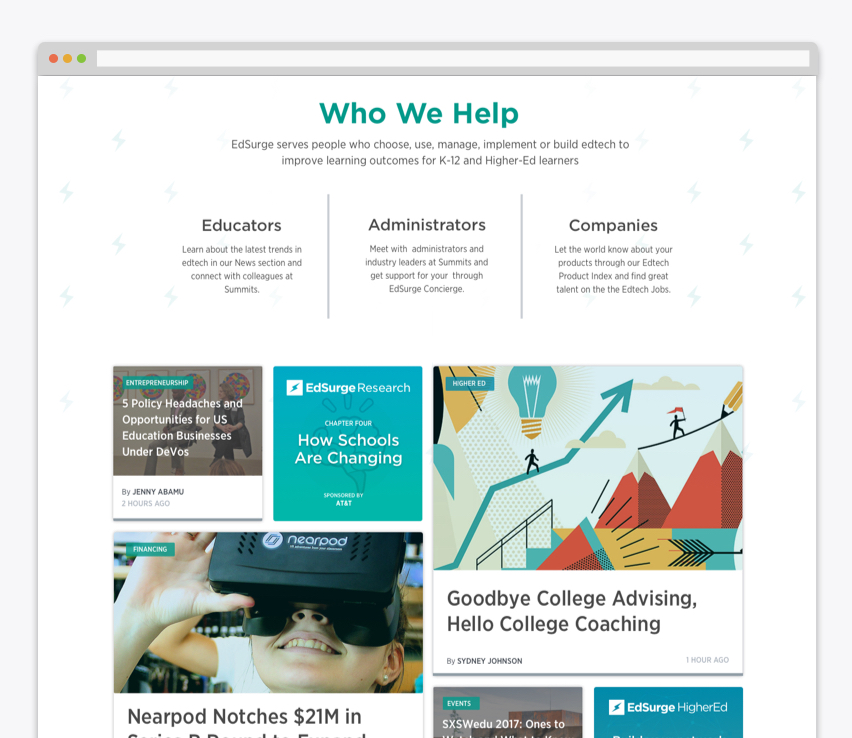 Who We Help
EdSurge serves people who choose, use, manage, implement or build edtech to
improve learning outcomes for K-12 and Higher-Ed learners
Educators
Learn about the latest trends in
edtech in our News section and
connect with colleagues at
Summits.
Administrators
Meet with administrators and
industry leaders at Summits and
get support for your through
EdSurge Concierge.
Companies
Let the world know about your
products through our Edtech
Product Index and find great
talent on the the Edtech Jobs.
ENTREPRENEURSHIP
5 Policy Headaches and
Opportunities for US
Education Businesses
Under DeVos
By JENNY ABAMU
2 HOURS AGO
EdSurge Research
CHAPTER FOUR
How Schools
Are Changing
SPONSORED BY
AT&T
HIGHER ED
Goodbye College Advising,
Hello College Coaching
By SYDNEY JOHNSON
1 HOUR AGO
FINANCING
nearpod
Nearpod Notches $21M in
EVENTS
SXSWedu 2017: Ones to
EdSurge HigherEd